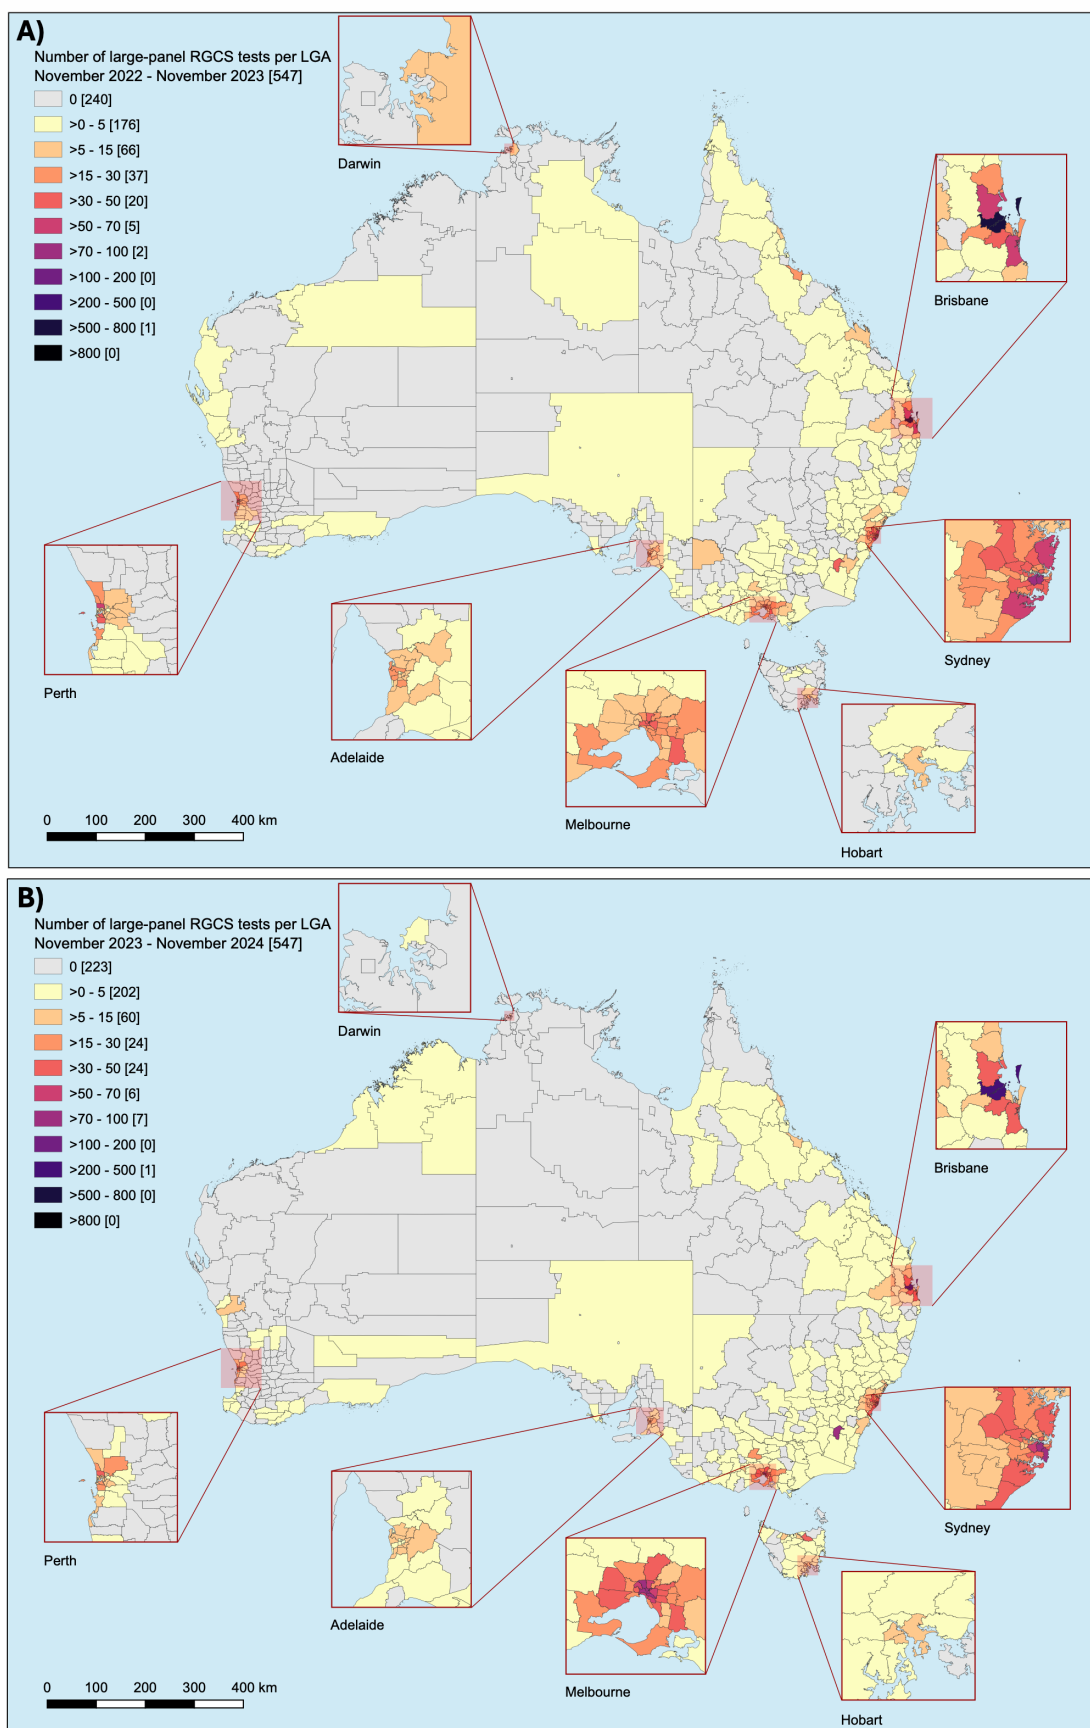 A)
Number of large-panel RGCS tests per LGA
November 2022 - November 2023 [547]
0 [240]
>0 - 5 [176]
>5 - 15 [66]
>15 - 30 [37]
>30 - 50 [20]
>50 - 70 [5]
>70 - 100 [2]
>100 - 200 [0]
>200 - 500 [0]
>500 - 800 [1]
>800 [0]
Darwin
Brisbane
Sydney
Perth
Adelaide
Melbourne
Hobart
0 100 200 300 400 km
B)
Number of large-panel RGCS tests per LGA
November 2023 - November 2024 [547]
0 [223]
>0 - 5 [202]
>5 - 15 [60]
>15 - 30 [24]
>30 - 50 [24]
>50 - 70 [6]
>70 - 100 [7]
>100 - 200 [0]
>200 - 500 [1]
>500 - 800 [0]
>800 [0]
Darwin
Brisbane
Sydney
Perth
Adelaide
Melbourne
Hobart
0 100 200 300 400 km